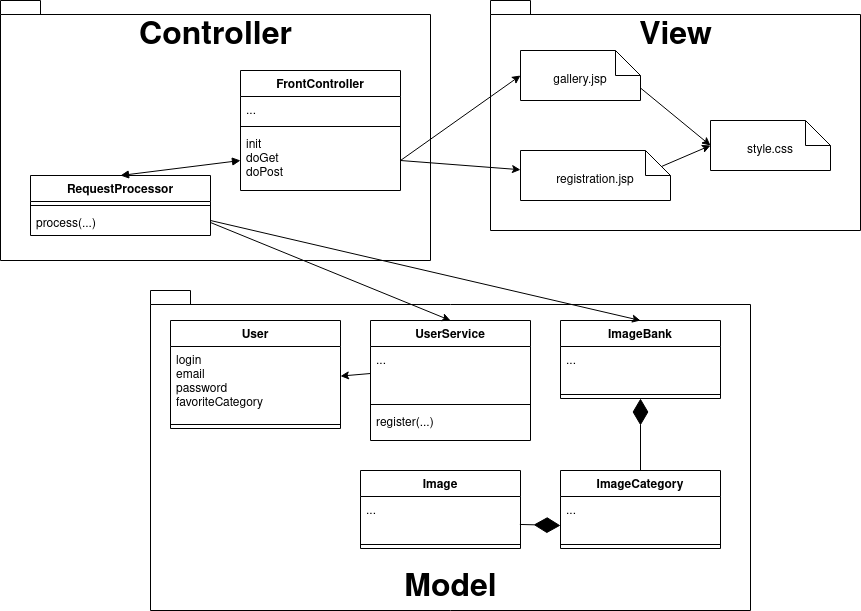 Controller
FrontController
...
init
doGet
doPost
RequestProcessor
process(...)
View
gallery.jsp
registration.jsp
style.css
User
login
email
password
favoriteCategory
UserService
...
register(...)
ImageBank
...
Image
...
ImageCategory
...
Model